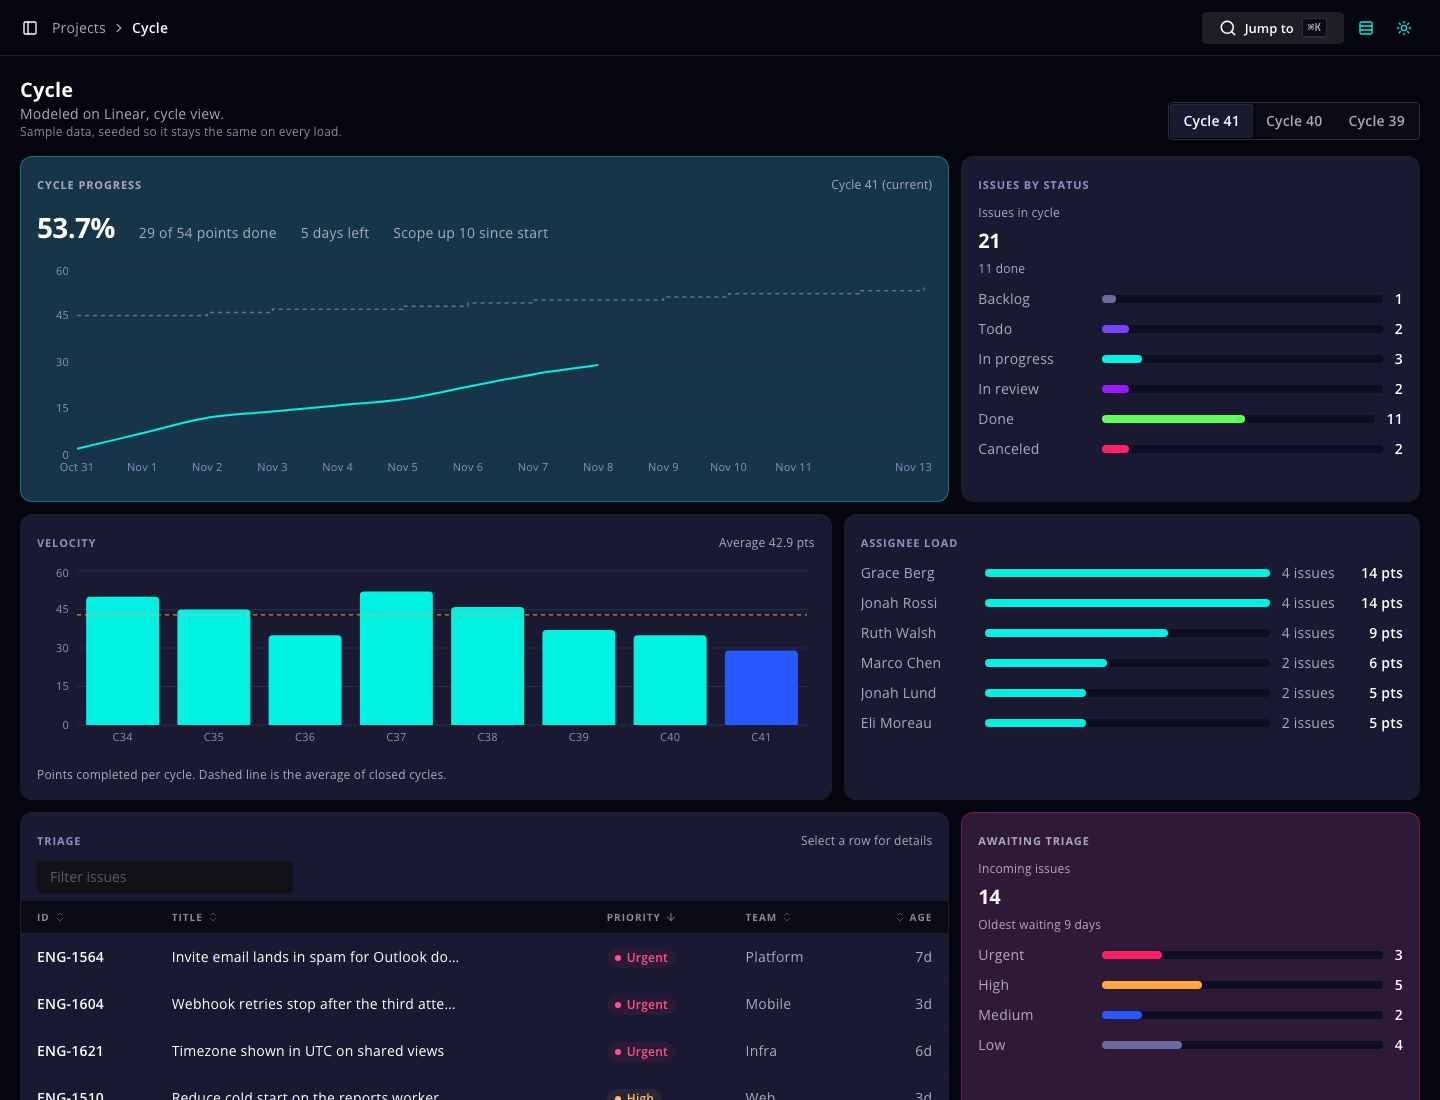 Projects > Cycle
Jump to ⌘K
Cycle
Modeled on Linear, cycle view.
Sample data, seeded so it stays the same on every load.
Cycle 41 Cycle 40 Cycle 39
CYCLE PROGRESS Cycle 41 (current)
53.7% 29 of 54 points done 5 days left Scope up 10 since start
60
45
30
15
0
Oct 31 Nov 1 Nov 2 Nov 3 Nov 4 Nov 5 Nov 6 Nov 7 Nov 8 Nov 9 Nov 10 Nov 11 Nov 13
ISSUES BY STATUS
Issues in cycle
21
11 done
Backlog 1
Todo 2
In progress 3
In review 2
Done 11
Canceled 2
VELOCITY Average 42.9 pts
60
45
30
15
0
C34 C35 C36 C37 C38 C39 C40 C41
Points completed per cycle. Dashed line is the average of closed cycles.
ASSIGNEE LOAD
Grace Berg 4 issues 14 pts
Jonah Rossi 4 issues 14 pts
Ruth Walsh 4 issues 9 pts
Marco Chen 2 issues 6 pts
Jonah Lund 2 issues 5 pts
Eli Moreau 2 issues 5 pts
TRIAGE Select a row for details
Filter issues
ID TITLE PRIORITY TEAM AGE
ENG-1564 Invite email lands in spam for Outlook do... Urgent Platform 7d
ENG-1604 Webhook retries stop after the third atte... Urgent Mobile 3d
ENG-1621 Timezone shown in UTC on shared views Urgent Infra 6d
ENG-1510 Reduce cold start on the reports worker High Web 3d
AWAITING TRIAGE
Incoming issues
14
Oldest waiting 9 days
Urgent 3
High 5
Medium 2
Low 4